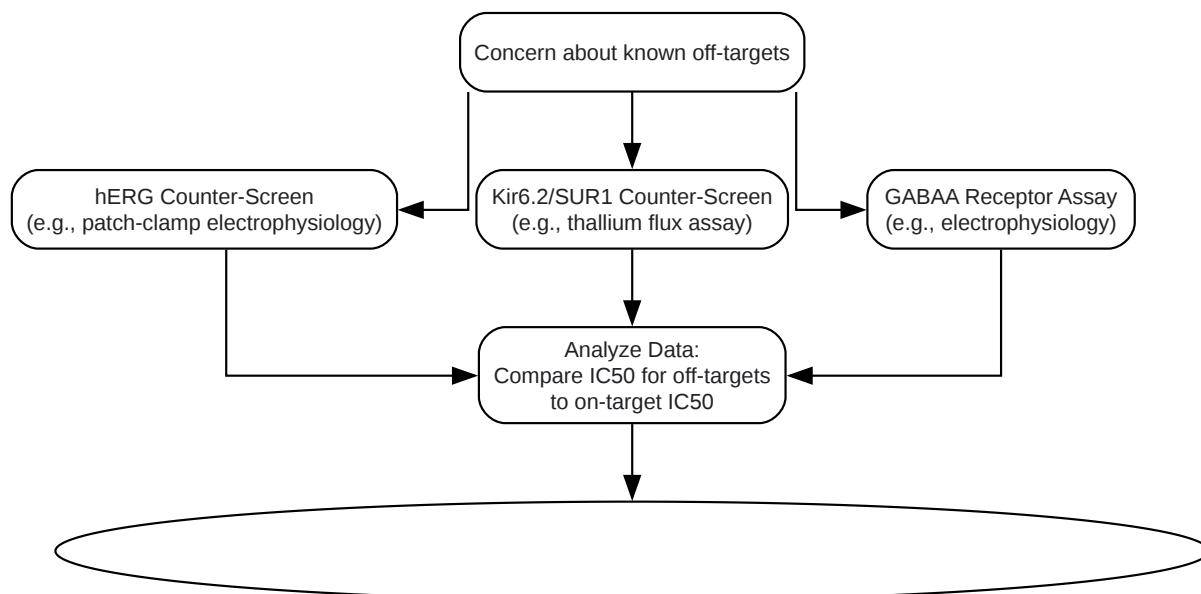 Concern about known off-targets
hERG Counter-Screen
(e.g., patch-clamp electrophysiology)
Kir6.2/SUR1 Counter-Screen
(e.g., thallium flux assay)
GABAA Receptor Assay
(e.g., electrophysiology)
Analyze Data:
Compare IC50 for off-targets
to on-target IC50